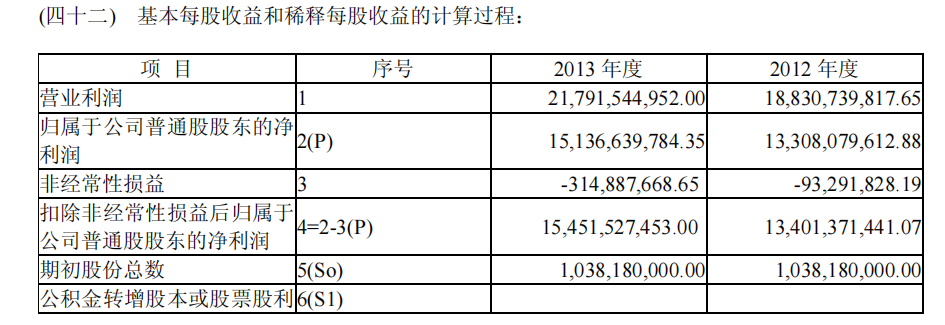 (四十二) 基本每股收益和稀释每股收益的计算过程：
项 目 序号 2013 年度 2012 年度
营业利润 1 21,791,544,952.00 18,830,739,817.65
归属于公司普通股股东的净
利润 2(P) 15,136,639,784.35 13,308,079,612.88
非经常性损益 3 -314,887,668.65 -93,291,828.19
扣除非经常性损益后归属于
公司普通股股东的净利润 4=2-3(P) 15,451,527,453.00 13,401,371,441.07
期初股份总数 5(So) 1,038,180,000.00 1,038,180,000.00
公积金转增股本或股票股利 6(S1)